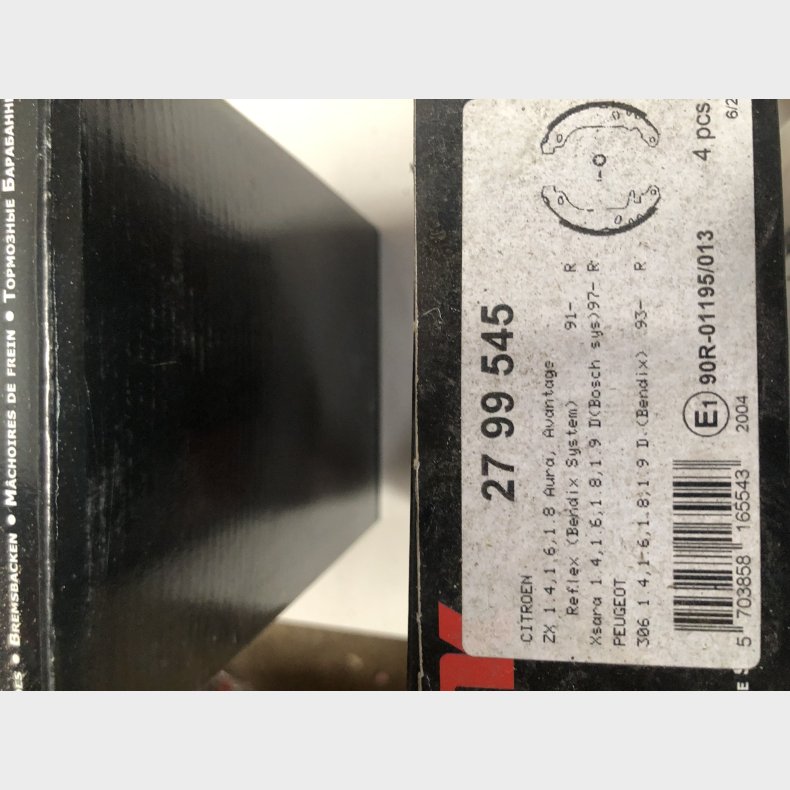 BREMSBACKEN ● MÂCHOIRES DE FREIN ● ТОРМОЗНЫЕ БАРАБАННЫ
27 99 545
CITROEN
ZX 1.4,1.6,1.8 Aura, Avantage
Reflex (Bendix System) 91- R
Xsara 1.4,1.6,1.8,1.9 D(Bosch sys)97- R
PEUGEOT
306 1.4,1.6,1.8,1.9 D.(Bendix) 93- R
E1 90R-01195/013 4 pcs.
5 703858 165543 2004